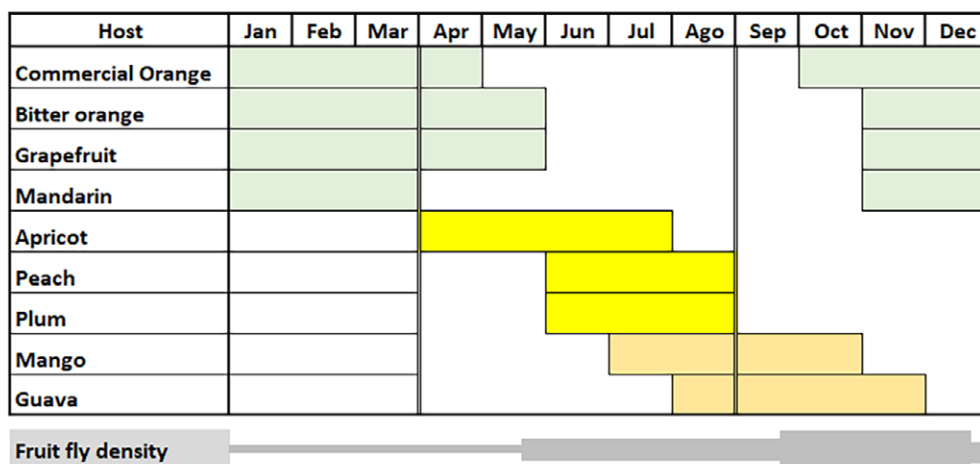 Host Jan Feb Mar Apr May Jun Jul Ago Sep Oct Nov Dec
Commercial Orange
Bitter orange
Grapefruit
Mandarin
Apricot
Peach
Plum
Mango
Guava
Fruit fly density